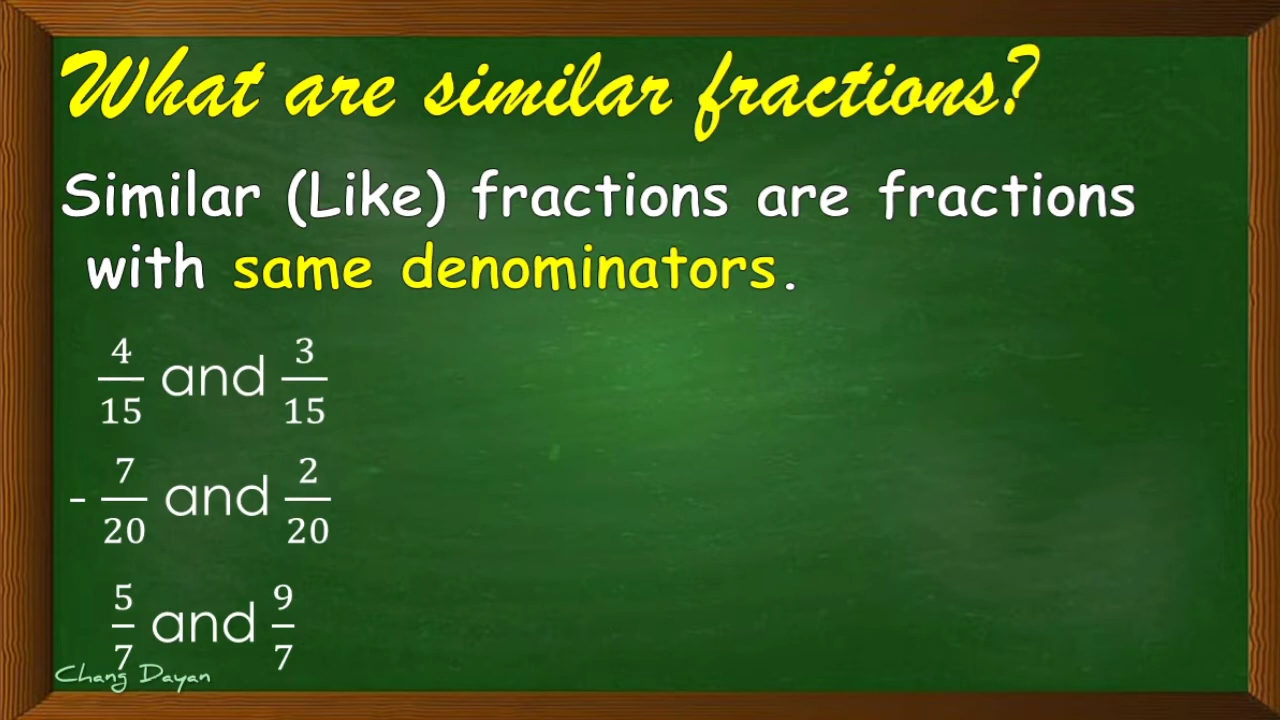 What are similar fractions?
Similar (Like) fractions are fractions
with same denominators.
4/15 and 3/15
- 7/20 and 2/20
5/7 and 9/7
Chang Dayan